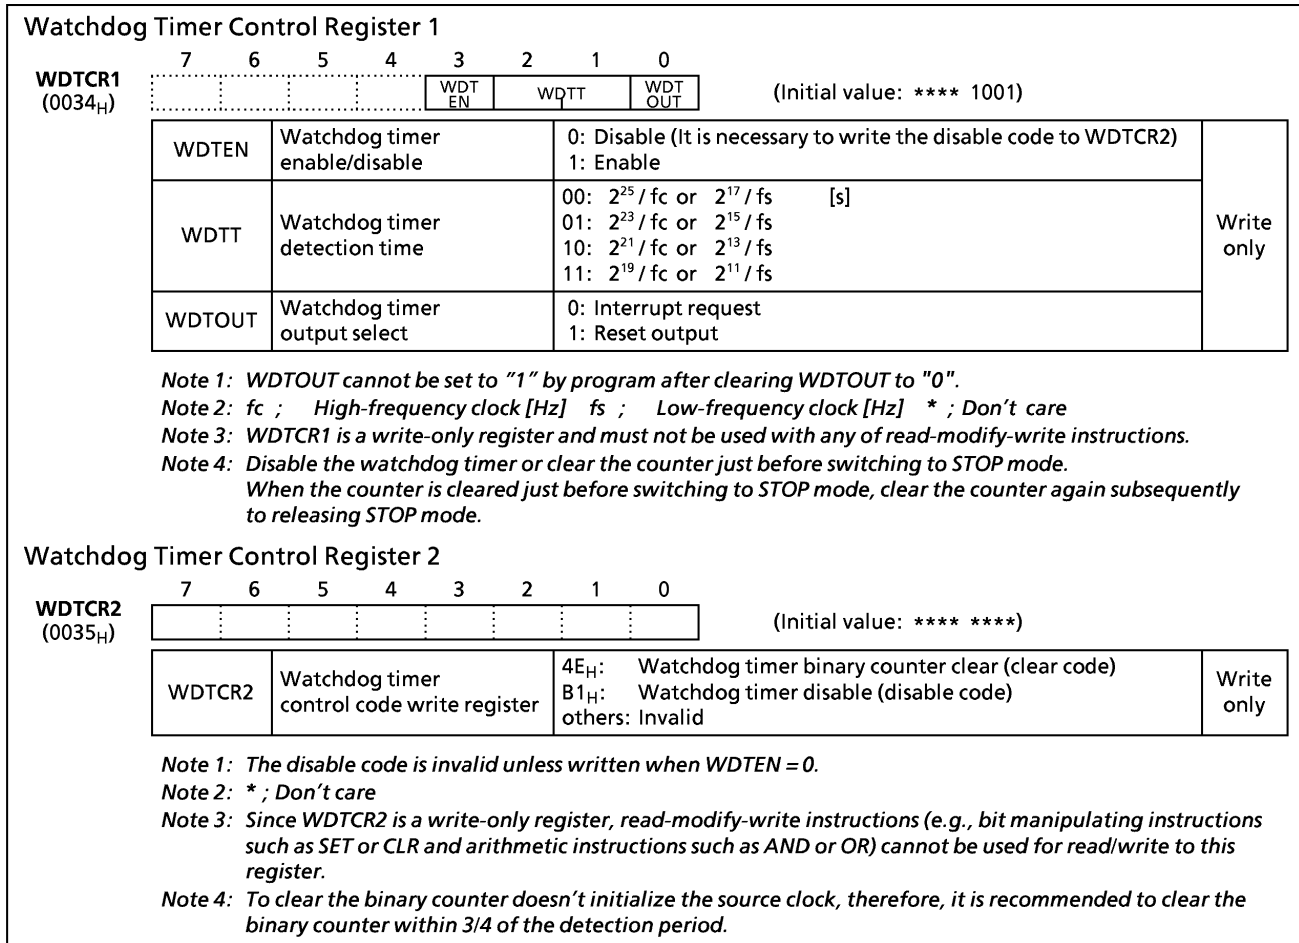 Watchdog Timer Control Register 1
7 6 5 4 3 2 1 0
WDTCR1
(0034H)
WDT EN
WDTT
WDT OUT
(Initial value: **** 1001)
WDTEN
Watchdog timer
enable/disable
0: Disable (It is necessary to write the disable code to WDTCR2)
1: Enable
WDTT
Watchdog timer
detection time
00: 2^25 / fc or 2^17 / fs [s]
01: 2^23 / fc or 2^15 / fs
10: 2^21 / fc or 2^13 / fs
11: 2^19 / fc or 2^11 / fs
WDTOUT
Watchdog timer
output select
0: Interrupt request
1: Reset output
Write
only
Note 1: WDTOUT cannot be set to "1" by program after clearing WDTOUT to "0".
Note 2: fc ; High-frequency clock [Hz] fs ; Low-frequency clock [Hz] * ; Don't care
Note 3: WDTCR1 is a write-only register and must not be used with any of read-modify-write instructions.
Note 4: Disable the watchdog timer or clear the counter just before switching to STOP mode.
When the counter is cleared just before switching to STOP mode, clear the counter again subsequently
to releasing STOP mode.
Watchdog Timer Control Register 2
7 6 5 4 3 2 1 0
WDTCR2
(0035H)
(Initial value: **** ****)
WDTCR2
Watchdog timer
control code write register
4EH: Watchdog timer binary counter clear (clear code)
B1H: Watchdog timer disable (disable code)
others: Invalid
Write
only
Note 1: The disable code is invalid unless written when WDTEN = 0.
Note 2: * ; Don't care
Note 3: Since WDTCR2 is a write-only register, read-modify-write instructions (e.g., bit manipulating instructions
such as SET or CLR and arithmetic instructions such as AND or OR) cannot be used for read/write to this
register.
Note 4: To clear the binary counter doesn't initialize the source clock, therefore, it is recommended to clear the
binary counter within 3/4 of the detection period.